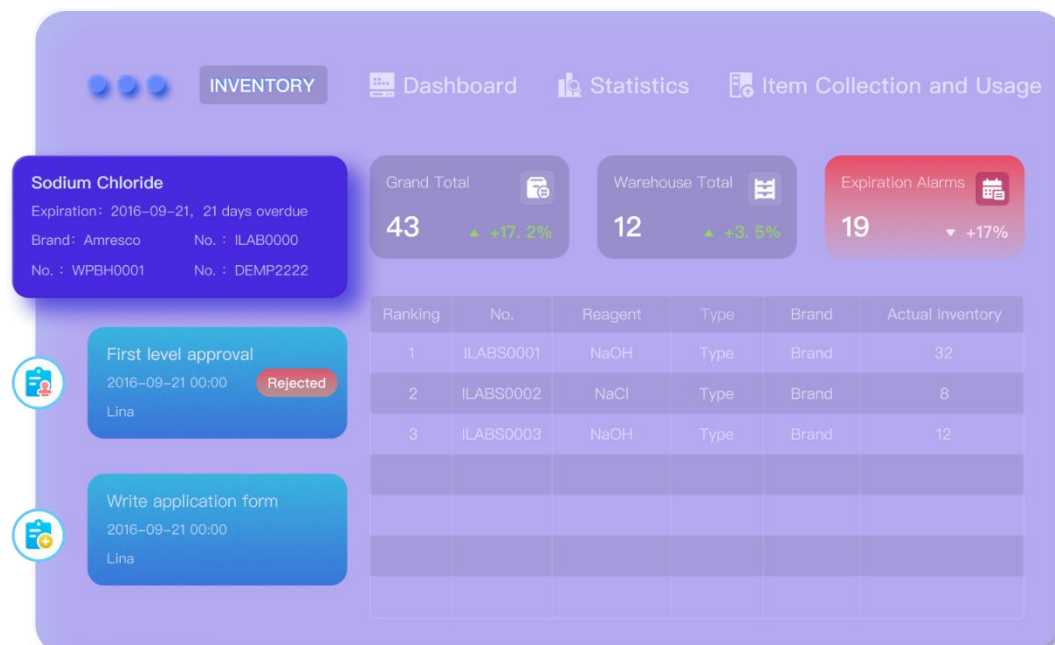 INVENTORY Dashboard Statistics Item Collection and Usage
Sodium Chloride
Expiration: 2016-09-21, 21 days overdue
Brand: Amresco No. : ILAB0000
No. : WPBH0001 No. : DEMP2222
Grand Total
43 +17. 2%
Warehouse Total
12 +3. 5%
Expiration Alarms
19 +17%
First level approval
2016-09-21 00:00 Rejected
Lina
Write application form
2016-09-21 00:00
Lina
Ranking No. Reagent Type Brand Actual Inventory
1 ILABS0001 NaOH Type Brand 32
2 ILABS0002 NaCl Type Brand 8
3 ILABS0003 NaOH Type Brand 12